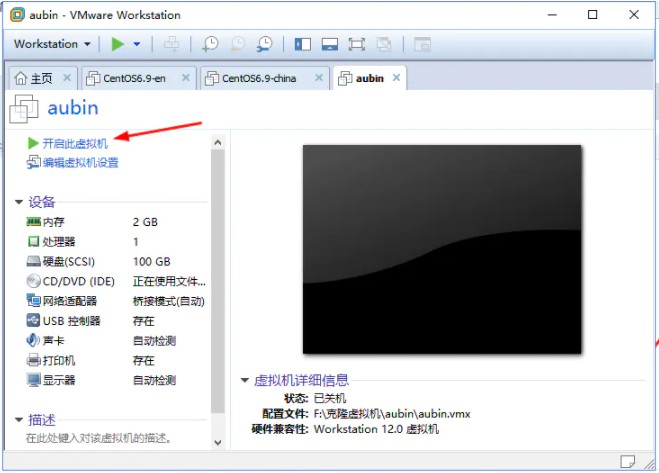 aubin - VMware Workstation
Workstation
主页 CentOS6.9-en CentOS6.9-china aubin
aubin
开启此虚拟机
编辑虚拟机设置
设备
内存 2 GB
处理器 1
硬盘(SCSI) 100 GB
CD/DVD (IDE) 正在使用文件...
网络适配器 桥接模式(自动)
USB 控制器 存在
声卡 自动检测
打印机 存在
显示器 自动检测
描述
在此处键入对该虚拟机的描述。
虚拟机详细信息
状态: 已关机
配置文件: F:\克隆虚拟机\aubin\aubin.vmx
硬件兼容性: Workstation 12.0 虚拟机